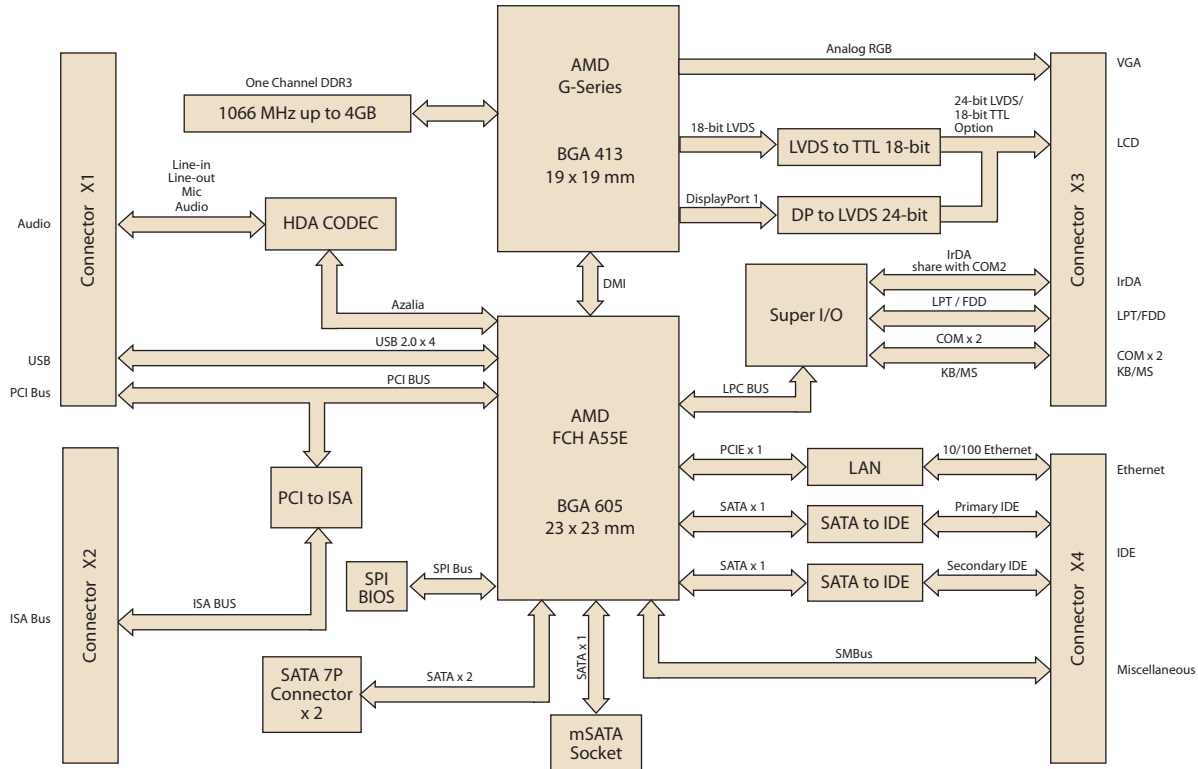 AMD
G-Series
BGA 413
19 x 19 mm
One Channel DDR3
1066 MHz up to 4GB
Analog RGB
VGA
18-bit LVDS
LVDS to TTL 18-bit
24-bit LVDS/
18-bit TTL
Option
LCD
DisplayPort 1
DP to LVDS 24-bit
Connector X1
Line-in
Line-out
Mic
Audio
Audio
HDA CODEC
Azalia
DMI
USB
USB 2.0 x 4
PCI Bus
PCI BUS
Super I/O
IrDA
share with COM2
IrDA
LPT / FDD
LPT/FDD
COM x 2
KB/MS
COM x 2
KB/MS
Connector X3
LPC BUS
AMD
FCH A55E
BGA 605
23 x 23 mm
PCI to ISA
Connector X2
ISA Bus
ISA BUS
SPI
BIOS
SPI Bus
SATA 7P
Connector
x 2
SATA x 2
SATA x 1
mSATA
Socket
PCIE x 1
LAN
10/100 Ethernet
Ethernet
SATA x 1
SATA to IDE
Primary IDE
IDE
SATA x 1
SATA to IDE
Secondary IDE
SMBus
Miscellaneous
Connector X4